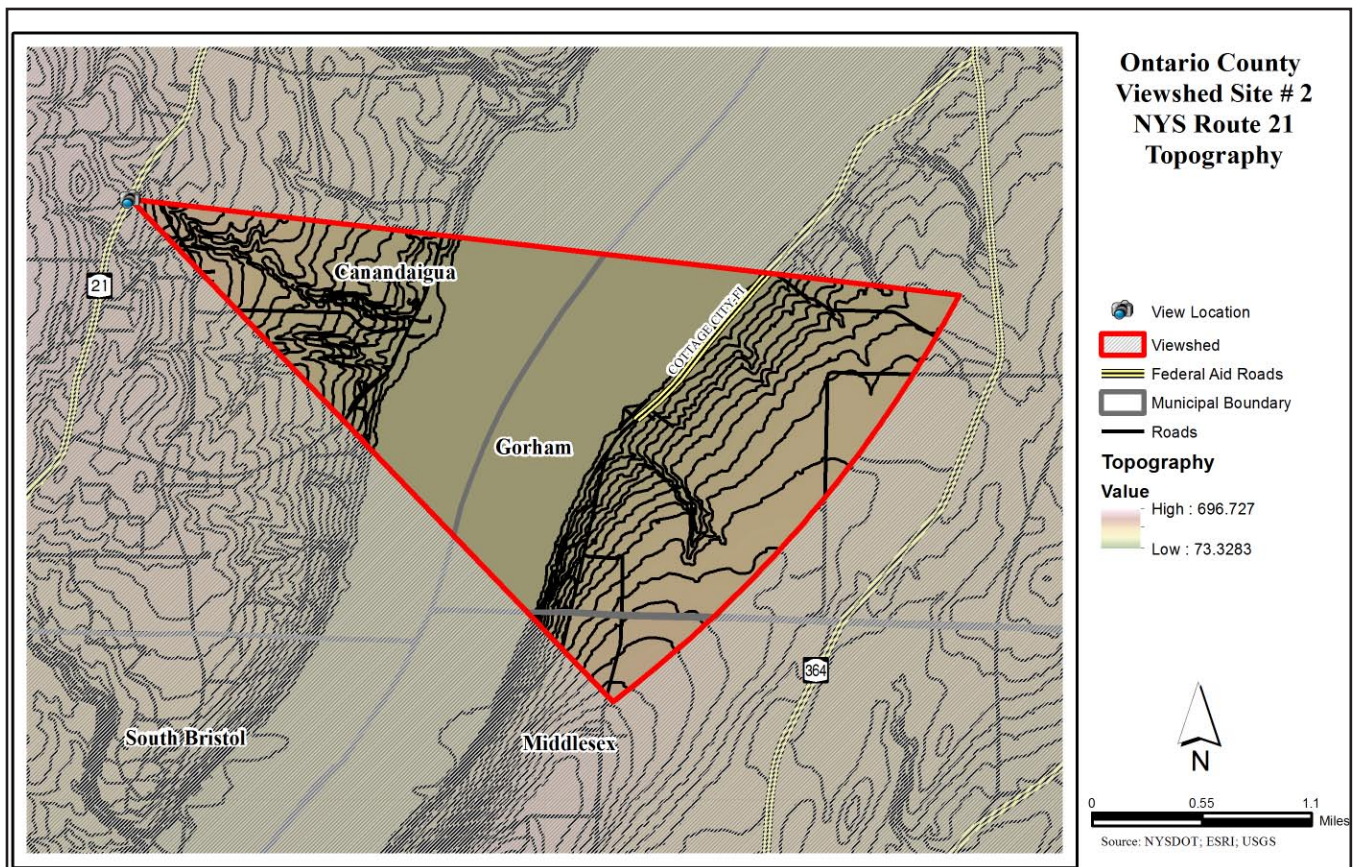 Ontario County
Viewshed Site # 2
NYS Route 21
Topography
View Location
Viewshed
Federal Aid Roads
Municipal Boundary
Roads
Topography
Value
High : 696.727
Low : 73.3283
N
0 0.55 1.1
Miles
Source: NYSDOT; ESRI; USGS
21
Canandaigua
COTTAGE CITY-FI
Gorham
364
South Bristol
Middlesex